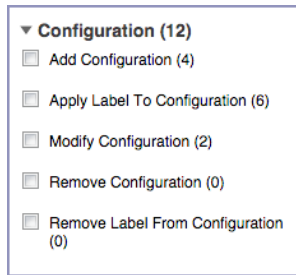 Configuration (12)
Add Configuration (4)
Apply Label To Configuration (6)
Modify Configuration (2)
Remove Configuration (0)
Remove Label From Configuration
(0)